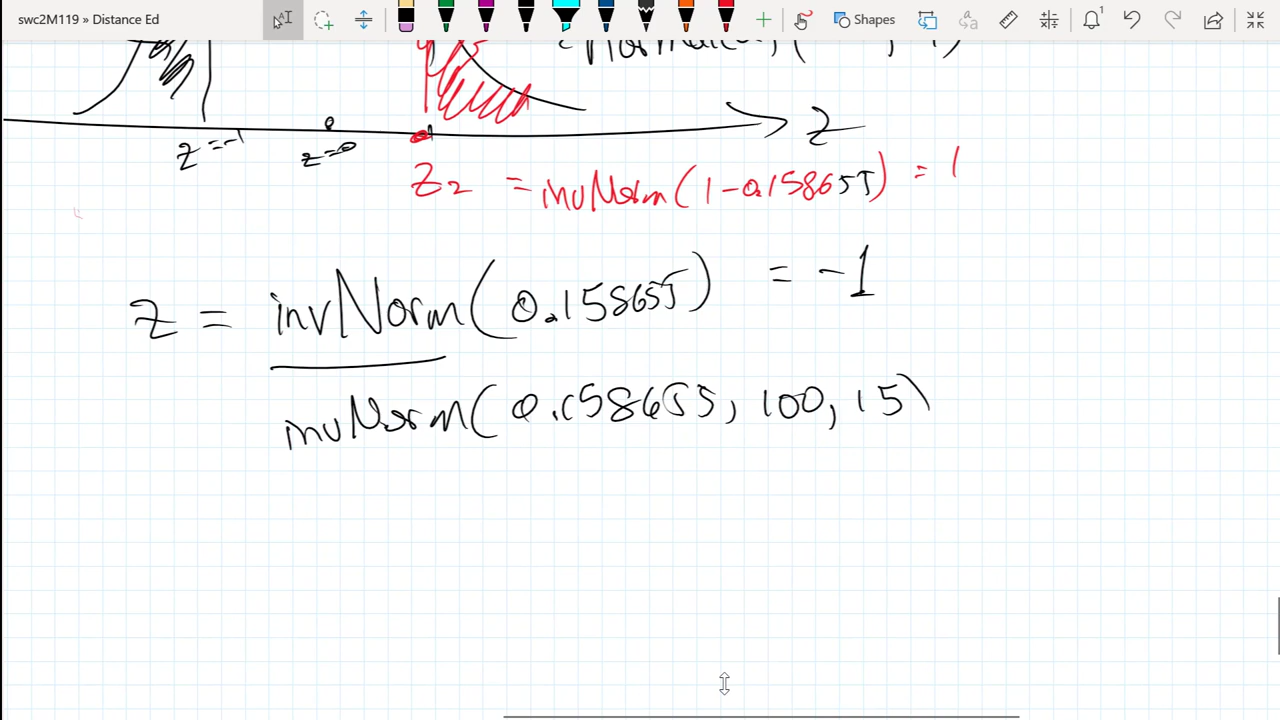 swc2M119 » Distance Ed
Shapes
z=-1
z=0
Z
Z2 = invNorm(1-0.158655) = 1
Z = invNorm(0.158655) = -1
invNorm(0.158655, 100, 15)